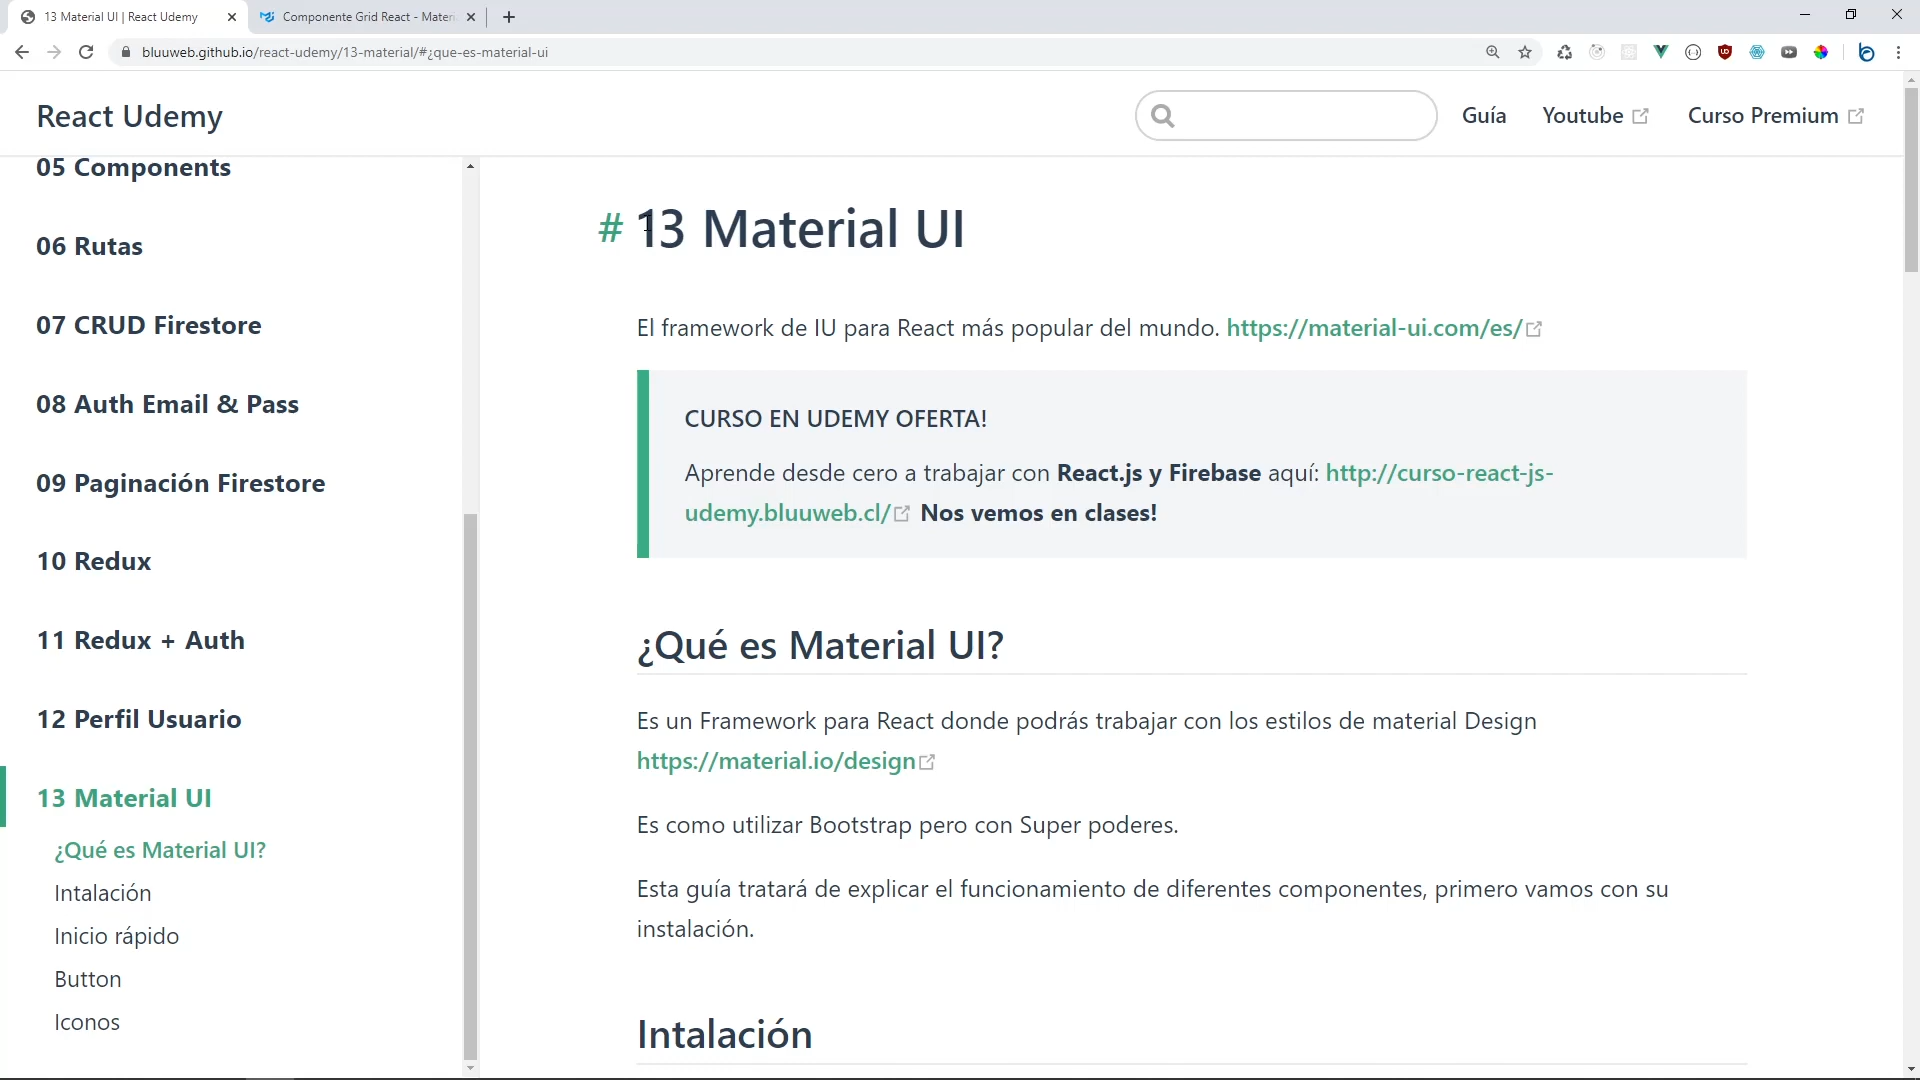 13 Material UI | React Udemy
Componente Grid React - Mater
bluuweb.github.io/react-udemy/13-material/#¿que-es-material-ui
React Udemy
Guía
Youtube
Curso Premium
05 Components
06 Rutas
07 CRUD Firestore
08 Auth Email & Pass
09 Paginación Firestore
10 Redux
11 Redux + Auth
12 Perfil Usuario
13 Material UI
¿Qué es Material UI?
Intalación
Inicio rápido
Button
Iconos
# 13 Material UI
El framework de IU para React más popular del mundo. https://material-ui.com/es/
CURSO EN UDEMY OFERTA!
Aprende desde cero a trabajar con React.js y Firebase aquí: http://curso-react-js-
udemy.bluuweb.cl/ Nos vemos en clases!
¿Qué es Material UI?
Es un Framework para React donde podrás trabajar con los estilos de material Design
https://material.io/design
Es como utilizar Bootstrap pero con Super poderes.
Esta guía tratará de explicar el funcionamiento de diferentes componentes, primero vamos con su
instalación.
Intalación